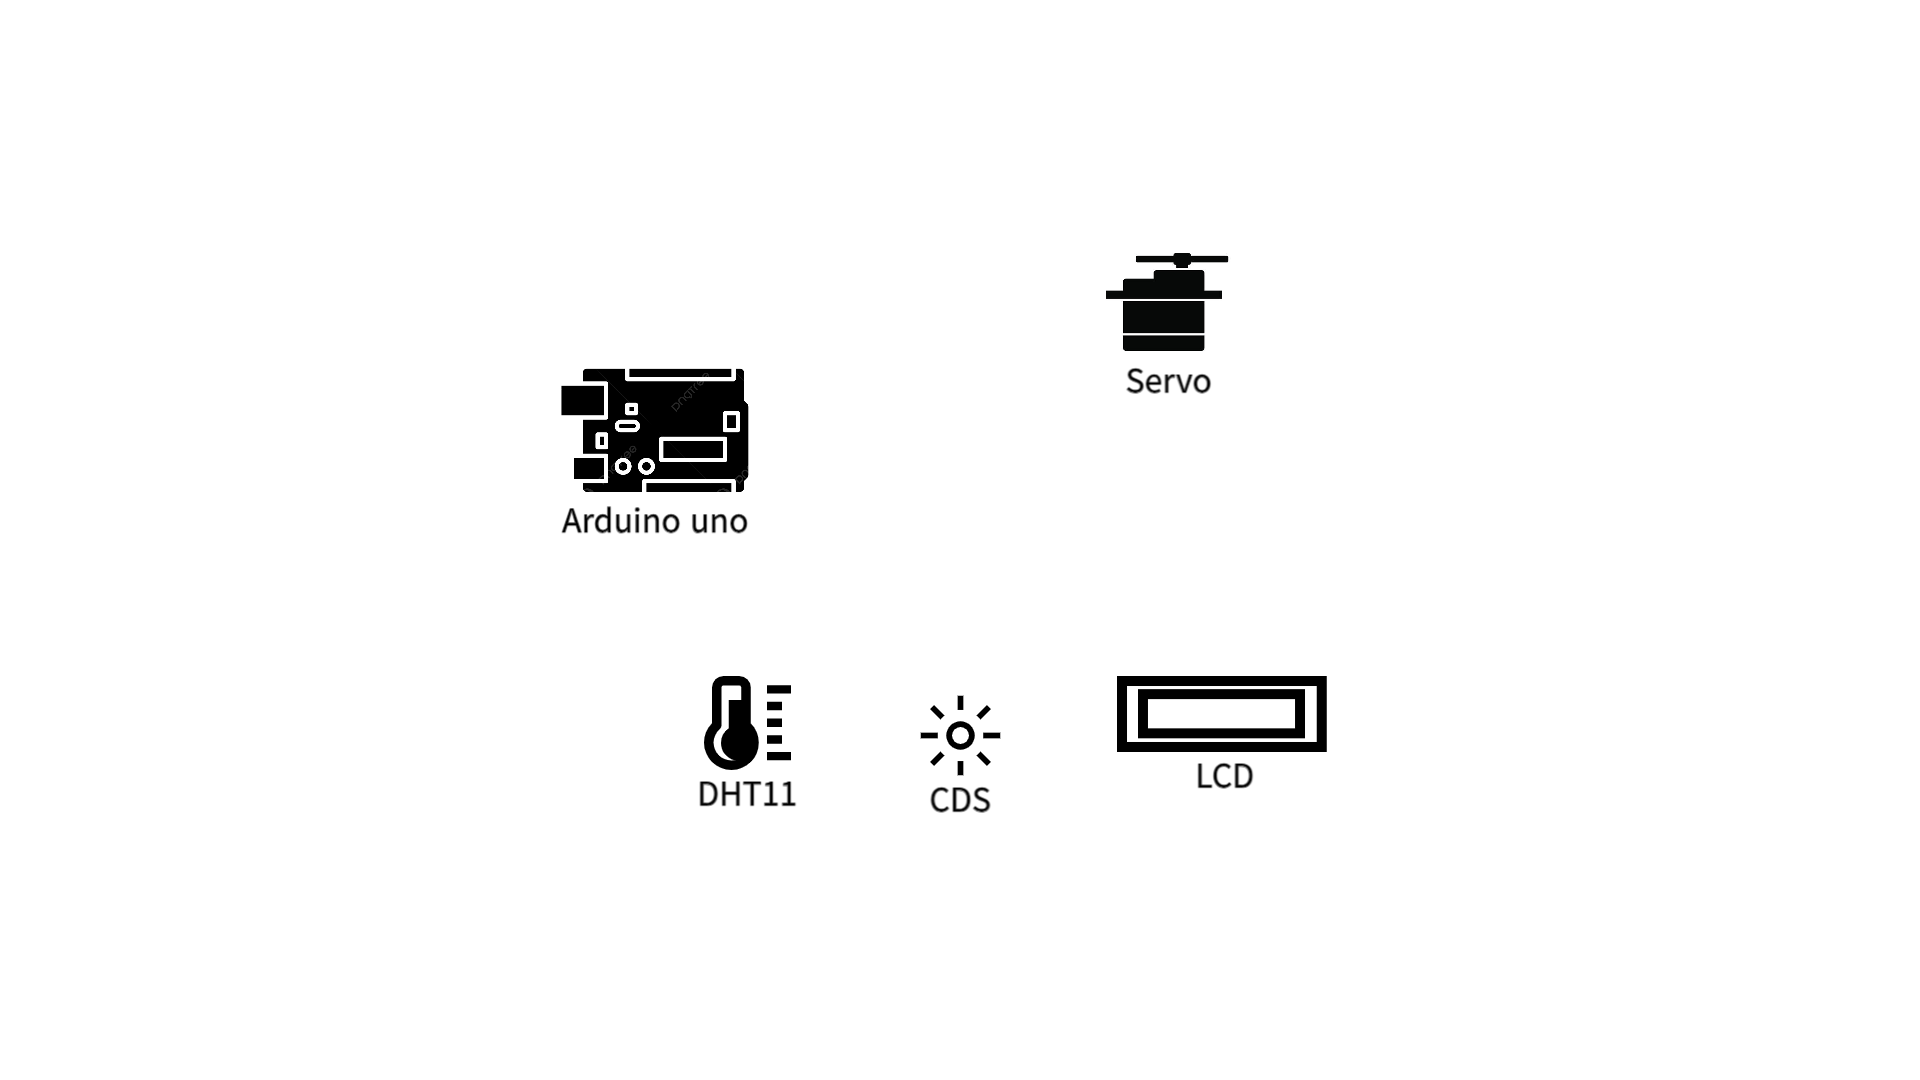 Servo
Arduino uno
DHT11
CDS
LCD